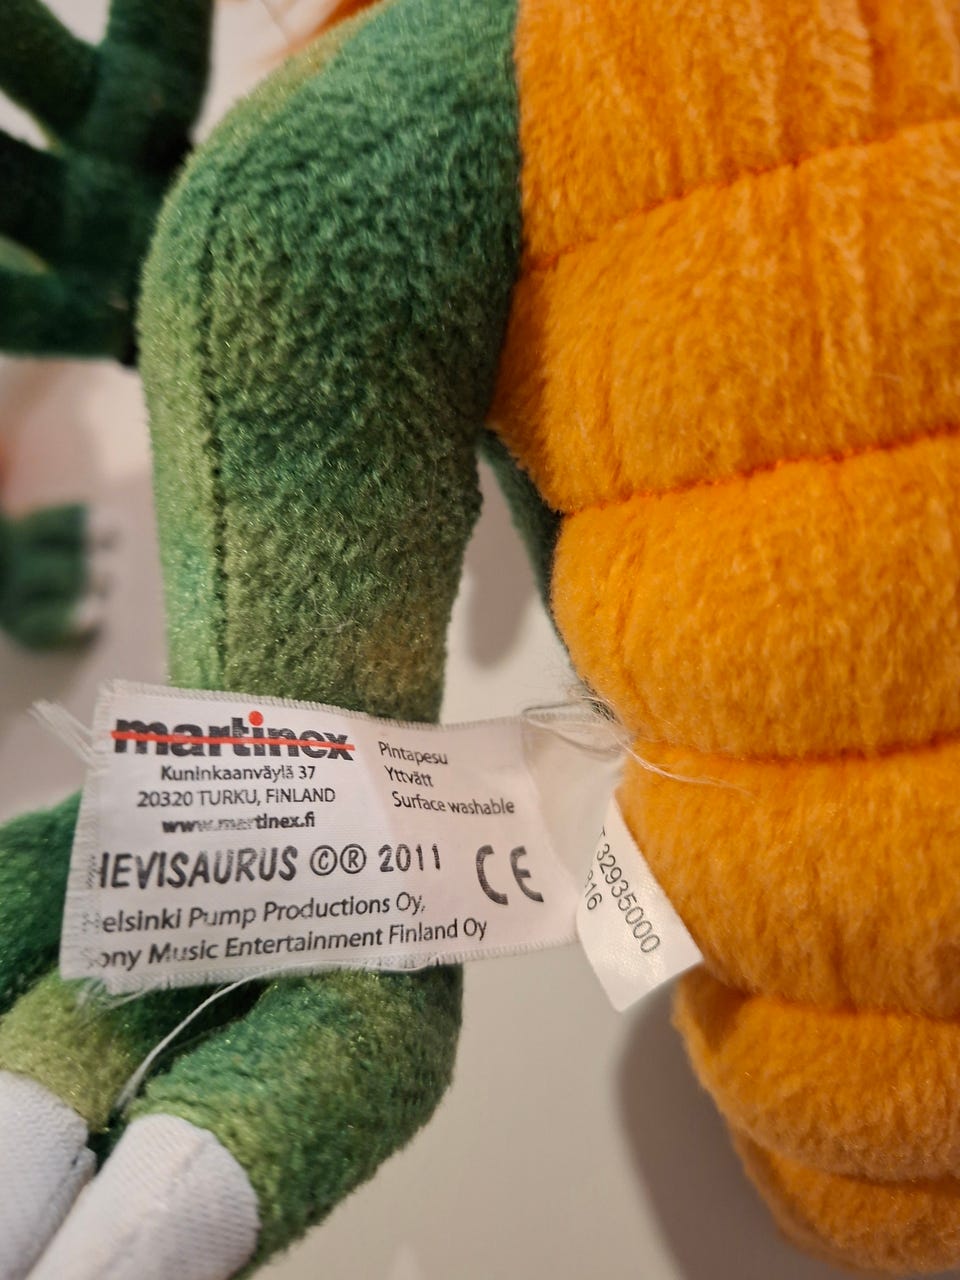 martinex
Kuninkaanväylä 37
20320 TURKU, FINLAND
www.martinex.fi
Pintapesu
Yttvätt
Surface washable
HEVISAURUS ©® 2011
CE
Helsinki Pump Productions Oy,
Sony Music Entertainment Finland Oy
32935000
816